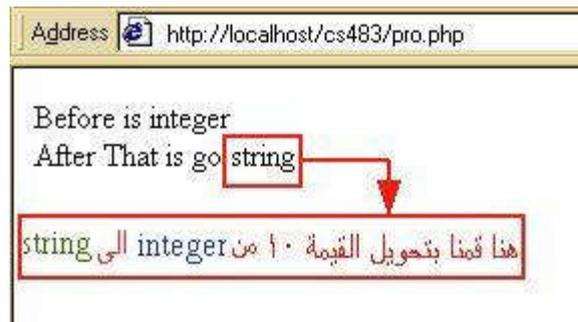 Address http://localhost/cs483/pro.php
Before is integer
After That is go string
هنا قمنا بتحويل القيمة ١٠ من integer الى string